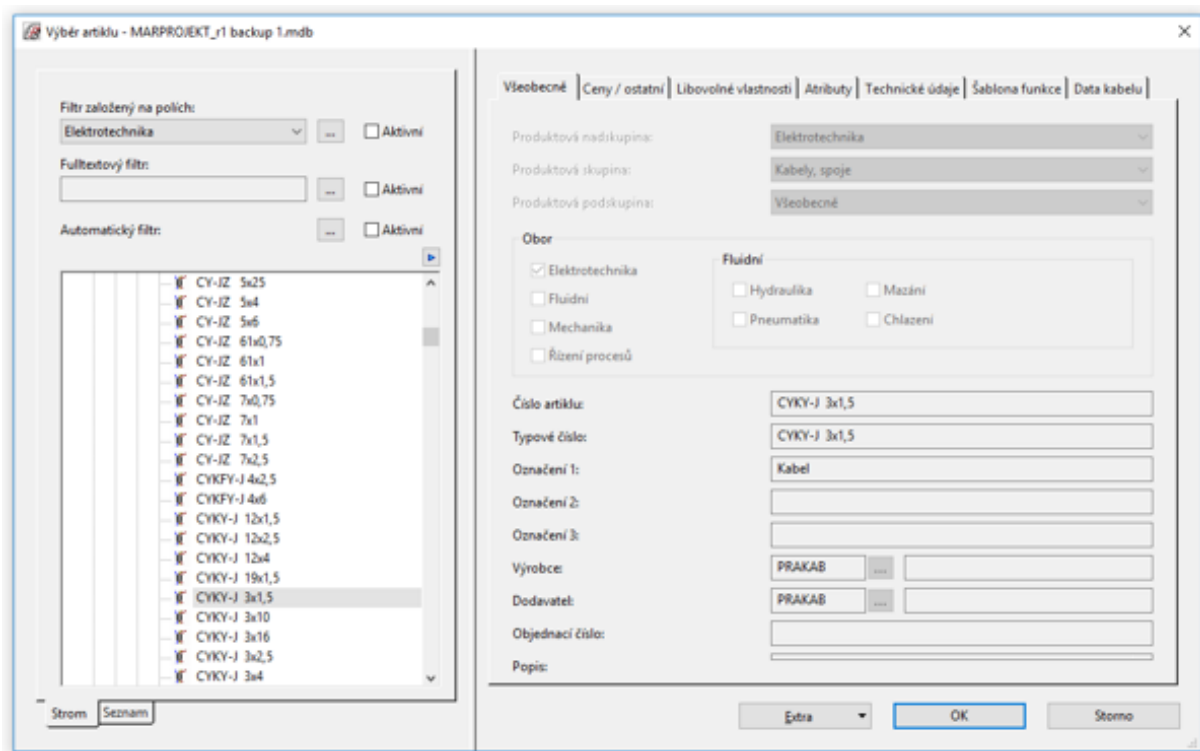 Výběr artiklu - MARPROJEKT_r1 backup 1.mdb
Filtr založený na polích:
Elektrotechnika ... Aktivní
Fulltextový filtr:
... Aktivní
Automatický filtr: ... Aktivní
CY-JZ 5x25
CY-JZ 5x4
CY-JZ 5x6
CY-JZ 61x0,75
CY-JZ 61x1
CY-JZ 61x1,5
CY-JZ 7x0,75
CY-JZ 7x1
CY-JZ 7x1,5
CY-JZ 7x2,5
CYKFY-J 4x2,5
CYKFY-J 4x6
CYKY-J 12x1,5
CYKY-J 12x2,5
CYKY-J 12x4
CYKY-J 19x1,5
CYKY-J 3x1,5
CYKY-J 3x10
CYKY-J 3x16
CYKY-J 3x2,5
CYKY-J 3x4
Strom Seznam
Všeobecné Ceny / ostatní Libovolné vlastnosti Atributy Technické údaje Šablona funkce Data kabelu
Produktová nadskupina: Elektrotechnika
Produktová skupina: Kabely, spoje
Produktová podskupina: Všeobecné
Obor
Elektrotechnika
Fluidní
Mechanika
Řízení procesů
Fluidní
Hydraulika Mazání
Pneumatika Chlazení
Číslo artiklu: CYKY-J 3x1,5
Typové číslo: CYKY-J 3x1,5
Označení 1: Kabel
Označení 2:
Označení 3:
Výrobce: PRAKAB ...
Dodavatel: PRAKAB ...
Objednací číslo:
Popis:
Extra OK Storno